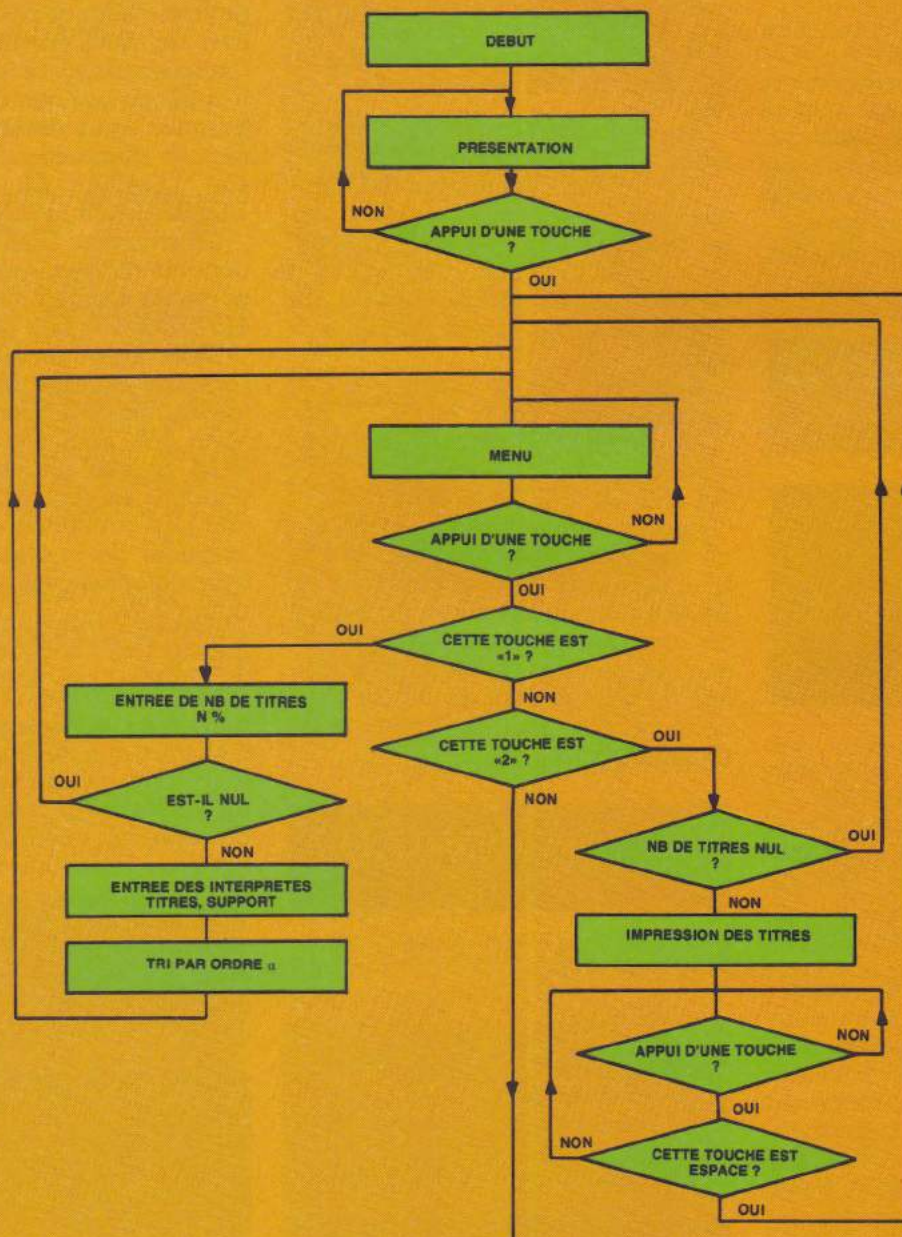 DEBUT
PRESENTATION
NON
APPUI D'UNE TOUCHE
?
OUI
MENU
NON
APPUI D'UNE TOUCHE
?
OUI
OUI
CETTE TOUCHE EST
«1» ?
NON
ENTREE DE NB DE TITRES
N %
CETTE TOUCHE EST
«2» ?
OUI
NON
OUI
EST-IL NUL
?
NON
NB DE TITRES NUL
?
OUI
NON
ENTREE DES INTERPRETES
TITRES, SUPPORT
IMPRESSION DES TITRES
TRI PAR ORDRE α
APPUI D'UNE TOUCHE
?
NON
OUI
NON
CETTE TOUCHE EST
ESPACE ?
OUI